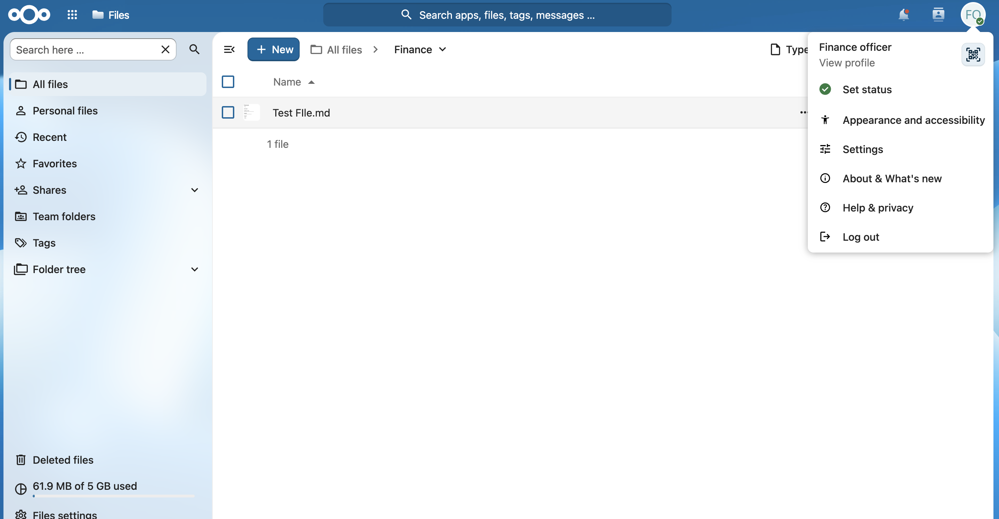 Files
Search apps, files, tags, messages ...
FO
Search here ...
All files
Personal files
Recent
Favorites
Shares
Team folders
Tags
Folder tree
Deleted files
61.9 MB of 5 GB used
Files settings
+ New
All files
Finance
Type
Name
Test FIle.md
1 file
Finance officer
View profile
Set status
Appearance and accessibility
Settings
About & What's new
Help & privacy
Log out